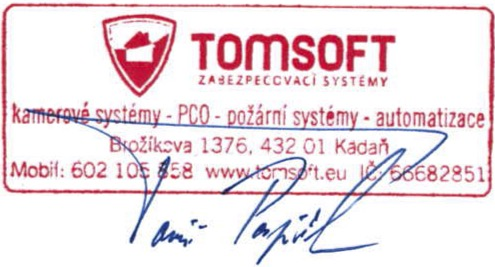 TOMSOFT
ZABEZPEČOVACÍ SYSTÉMY
kamerové systémy - PCO - požární systémy - automatizace
Brožíkova 1376, 432 01 Kadaň
Mobil: 602 105 858 www.tomsoft.eu IČ: 66682851